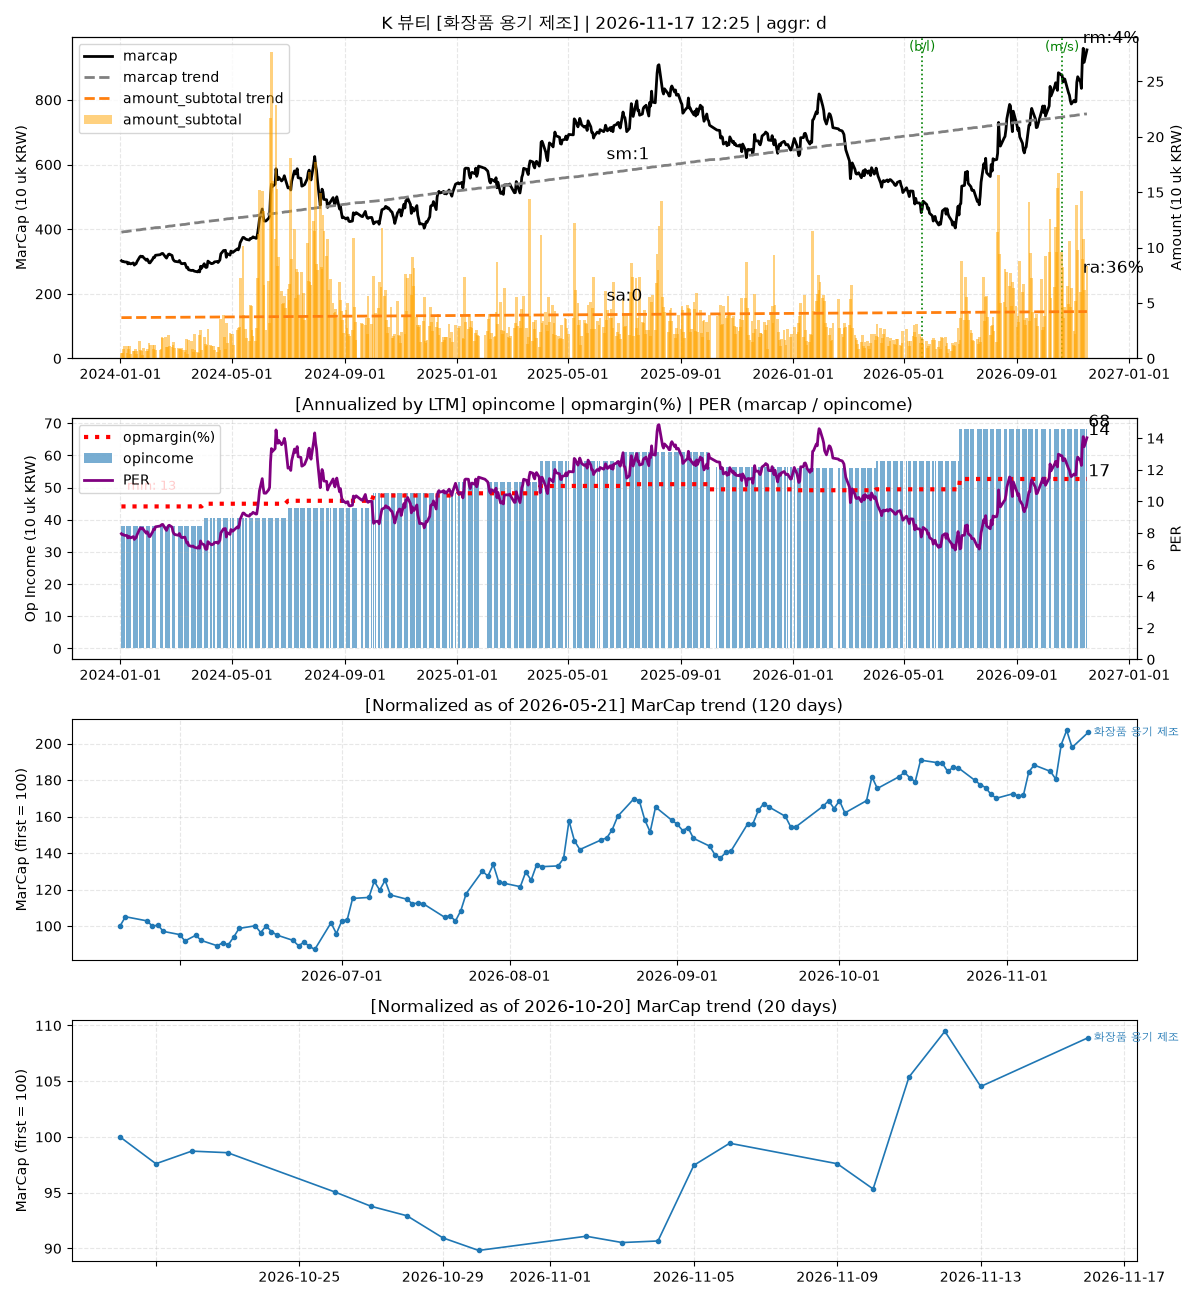 K 뷰티 [화장품 용기 제조] | 2026-11-17 12:25 | aggr: d
rm:4%
(b/l)
(m/s)
marcap
marcap trend
amount_subtotal trend
amount_subtotal
sm:1
sa:0
ra:36%
MarCap (10 uk KRW)
800
600
400
200
0
Amount (10 uk KRW)
25
20
15
10
5
0
2024-01-01 2024-05-01 2024-09-01 2025-01-01 2025-05-01 2025-09-01 2026-01-01 2026-05-01 2026-09-01 2027-01-01
[Annualized by LTM] opincome | opmargin(%) | PER (marcap / opincome)
opmargin(%)
opincome
PER
min: 13
68
14
17
Op Income (10 uk KRW)
70
60
50
40
30
20
10
0
PER
14
12
10
8
6
4
2
0
2024-01-01 2024-05-01 2024-09-01 2025-01-01 2025-05-01 2025-09-01 2026-01-01 2026-05-01 2026-09-01 2027-01-01
[Normalized as of 2026-05-21] MarCap trend (120 days)
화장품 용기 제조
MarCap (first = 100)
200
180
160
140
120
100
2026-07-01 2026-08-01 2026-09-01 2026-10-01 2026-11-01
[Normalized as of 2026-10-20] MarCap trend (20 days)
화장품 용기 제조
MarCap (first = 100)
110
105
100
95
90
2026-10-25 2026-10-29 2026-11-01 2026-11-05 2026-11-09 2026-11-13 2026-11-17